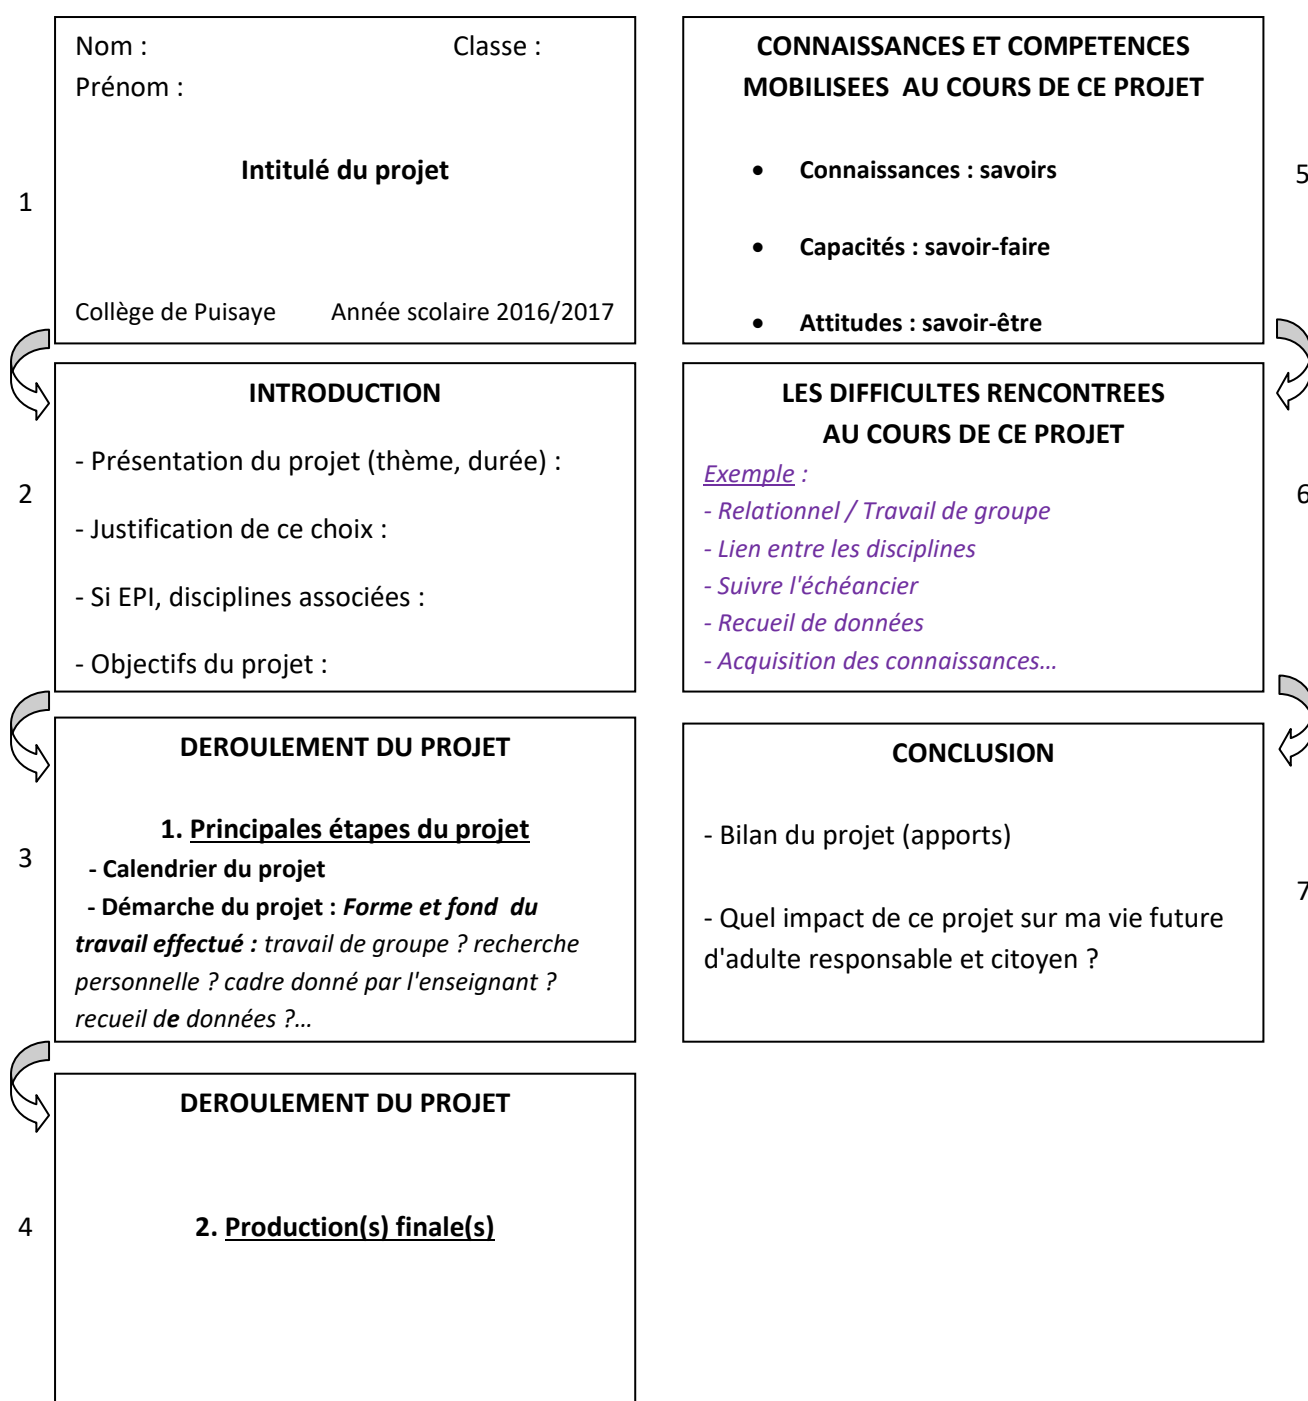 1
Nom : Classe :
Prénom :
Intitulé du projet
Collège de Puisaye Année scolaire 2016/2017
2
INTRODUCTION
- Présentation du projet (thème, durée) :
- Justification de ce choix :
- Si EPI, disciplines associées :
- Objectifs du projet :
3
DEROULEMENT DU PROJET
1. Principales étapes du projet
- Calendrier du projet
- Démarche du projet : Forme et fond du
travail effectué : travail de groupe ? recherche
personnelle ? cadre donné par l'enseignant ?
recueil de données ?...
4
DEROULEMENT DU PROJET
2. Production(s) finale(s)
5
CONNAISSANCES ET COMPETENCES
MOBILISEES AU COURS DE CE PROJET
• Connaissances : savoirs
• Capacités : savoir-faire
• Attitudes : savoir-être
6
LES DIFFICULTES RENCONTREES
AU COURS DE CE PROJET
Exemple :
- Relationnel / Travail de groupe
- Lien entre les disciplines
- Suivre l'échéancier
- Recueil de données
- Acquisition des connaissances...
7
CONCLUSION
- Bilan du projet (apports)
- Quel impact de ce projet sur ma vie future
d'adulte responsable et citoyen ?